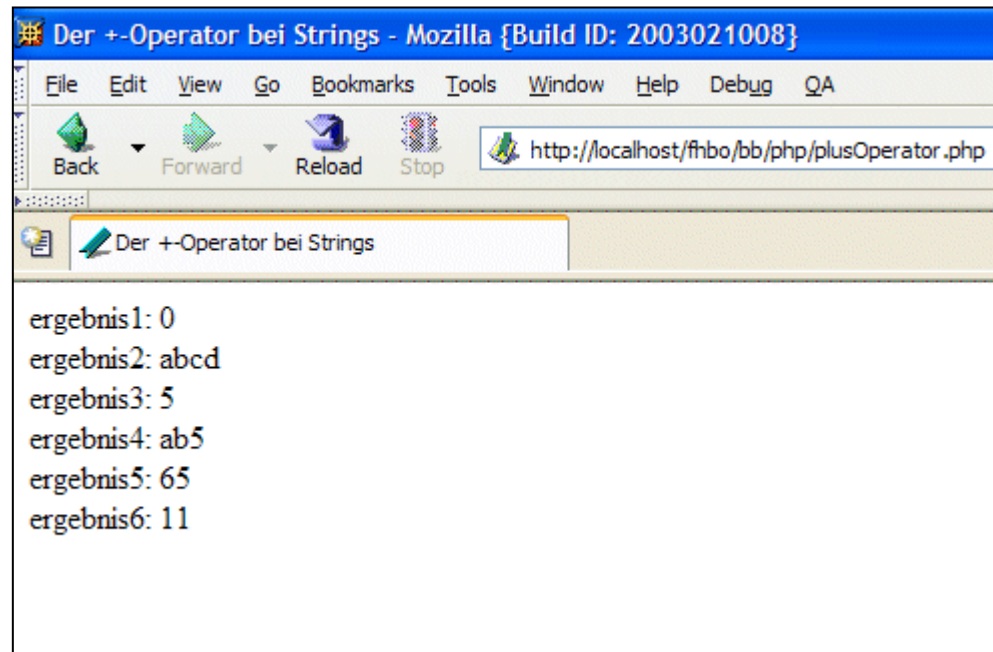 Der +-Operator bei Strings - Mozilla {Build ID: 2003021008}
File Edit View Go Bookmarks Tools Window Help Debug QA
Back Forward Reload Stop http://localhost/fhbo/bb/php/plusOperator.php
Der +-Operator bei Strings
ergebnis1: 0
ergebnis2: abcd
ergebnis3: 5
ergebnis4: ab5
ergebnis5: 65
ergebnis6: 11